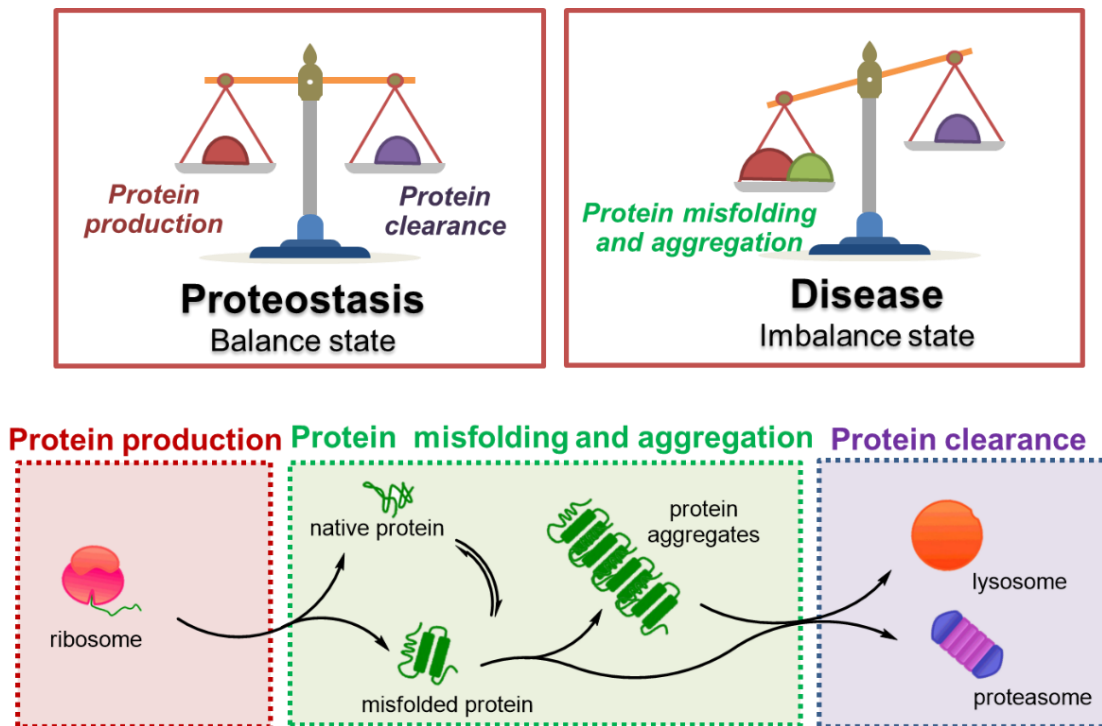 Protein
production
Protein
clearance
Proteostasis
Balance state
Protein misfolding
and aggregation
Disease
Imbalance state
Protein production
Protein misfolding and aggregation
Protein clearance
native protein
protein
aggregates
ribosome
misfolded protein
lysosome
proteasome